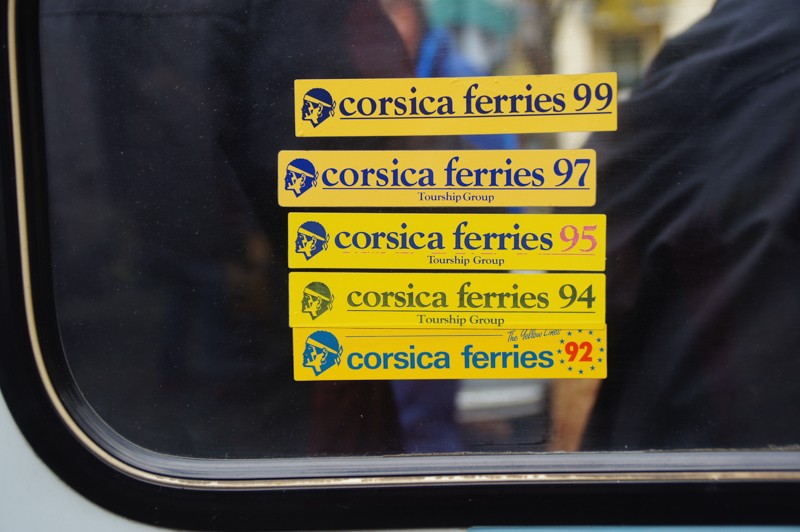 corsica ferries 99
corsica ferries 97
Tourship Group
corsica ferries 95
Tourship Group
corsica ferries 94
Tourship Group
The Yellow Lines
corsica ferries 92